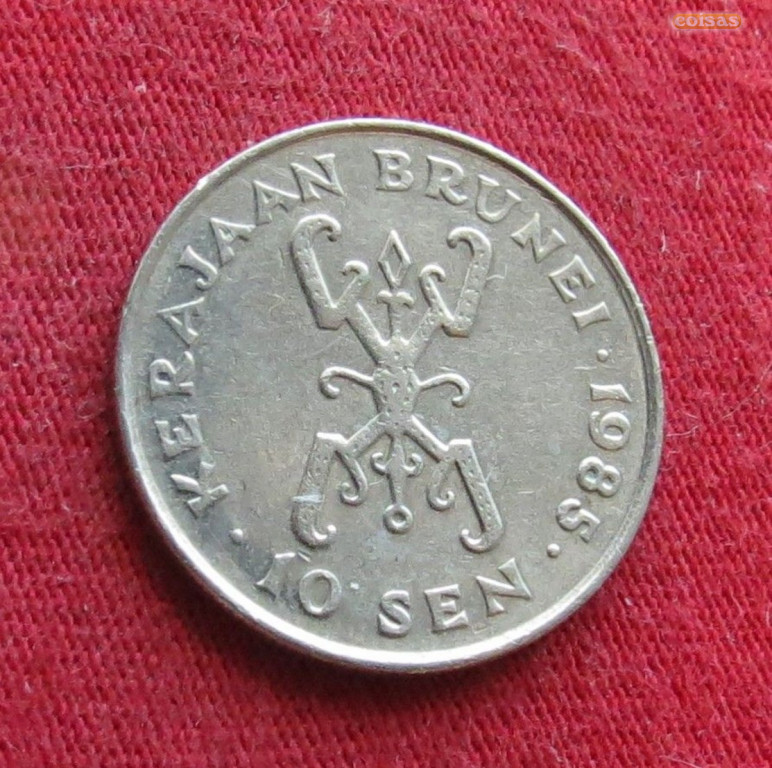 coisas
KERAJAAN BRUNEI · 1985 ·
10 SEN ·